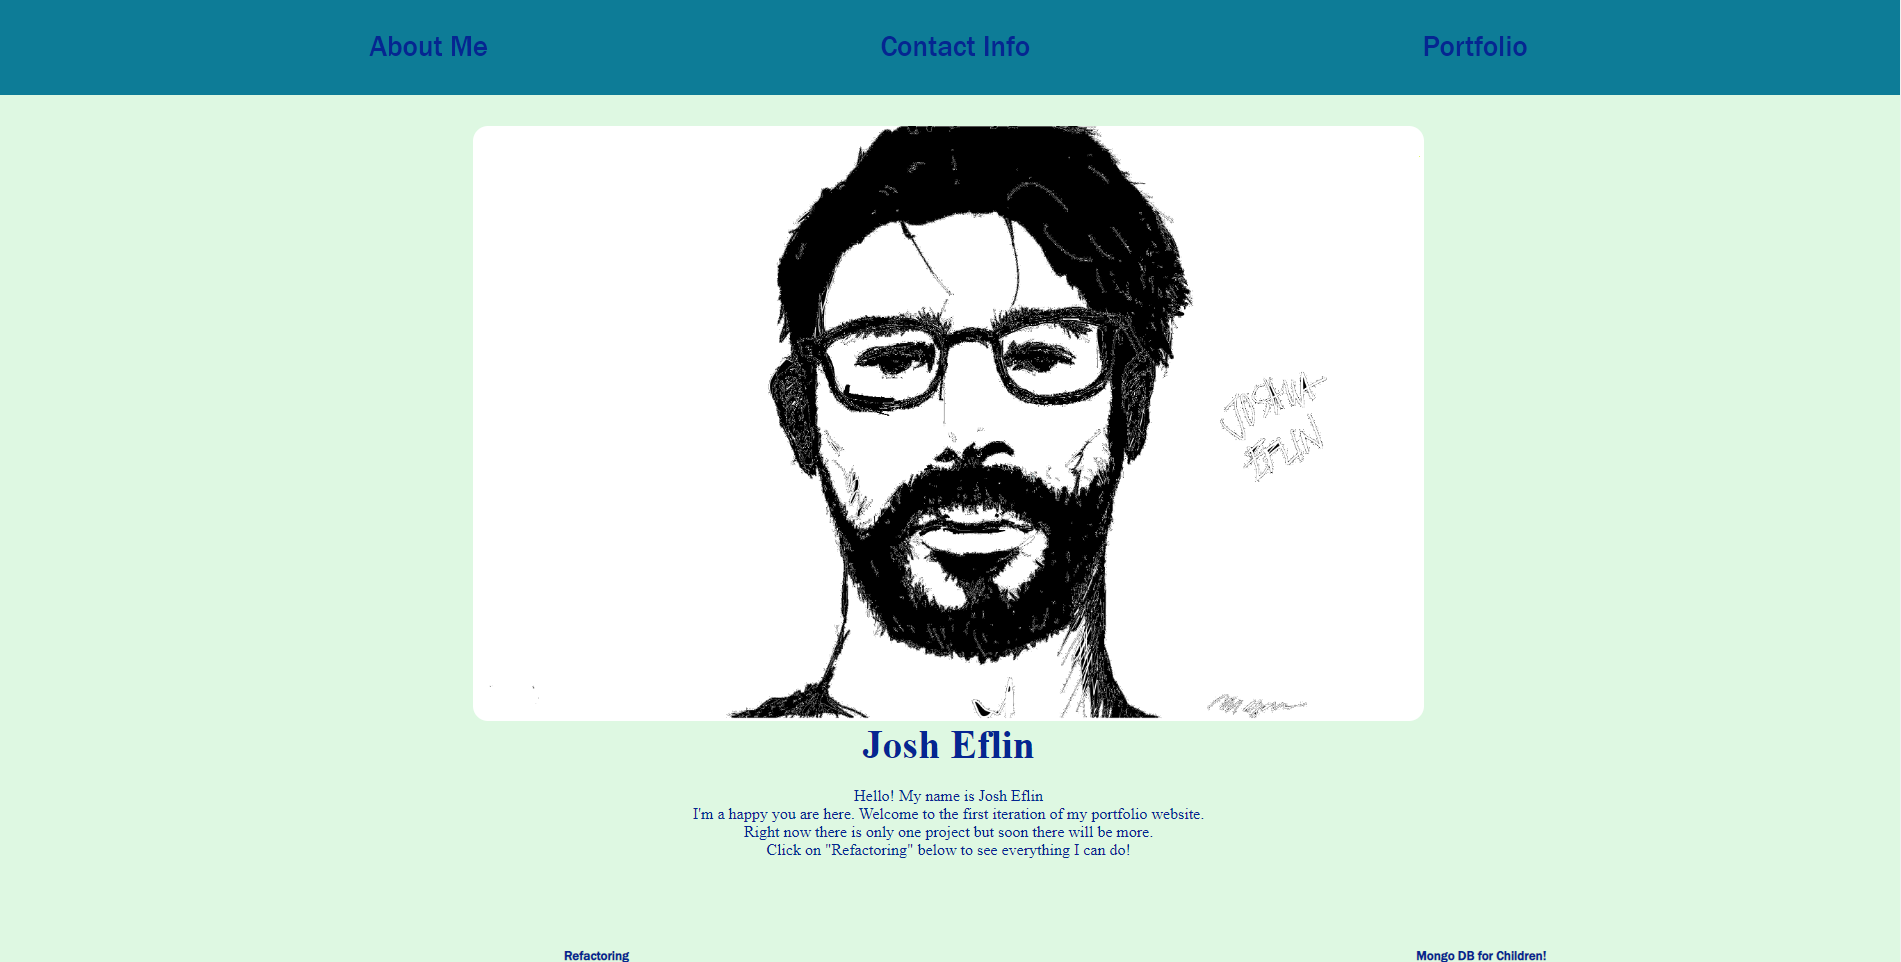 About Me Contact Info Portfolio
JOSHUA
EFLIN
Josh Eflin
Hello! My name is Josh Eflin
I'm a happy you are here. Welcome to the first iteration of my portfolio website.
Right now there is only one project but soon there will be more.
Click on "Refactoring" below to see everything I can do!
Refactoring Mongo DB for Children!